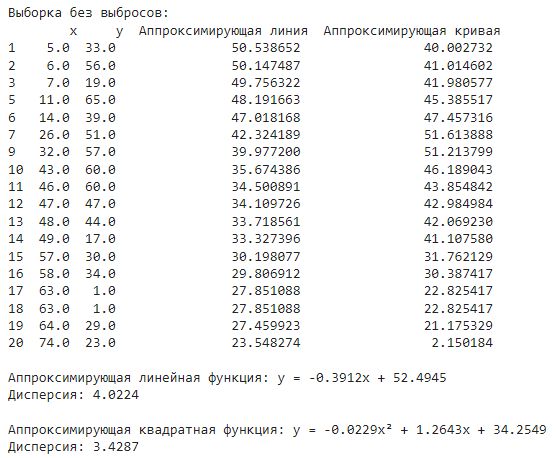 Выборка без выбросов:
x y Аппроксимирующая линия Аппроксимирующая кривая
1 5.0 33.0 50.538652 40.002732
2 6.0 56.0 50.147487 41.014602
3 7.0 19.0 49.756322 41.980577
5 11.0 65.0 48.191663 45.385517
6 14.0 39.0 47.018168 47.457316
7 26.0 51.0 42.324189 51.613888
9 32.0 57.0 39.977200 51.213799
10 43.0 60.0 35.674386 46.189043
11 46.0 60.0 34.500891 43.854842
12 47.0 47.0 34.109726 42.984984
13 48.0 44.0 33.718561 42.069230
14 49.0 17.0 33.327396 41.107580
15 57.0 30.0 30.198077 31.762129
16 58.0 34.0 29.806912 30.387417
17 63.0 1.0 27.851088 22.825417
18 63.0 1.0 27.851088 22.825417
19 64.0 29.0 27.459923 21.175329
20 74.0 23.0 23.548274 2.150184
Аппроксимирующая линейная функция: y = -0.3912x + 52.4945
Дисперсия: 4.0224
Аппроксимирующая квадратная функция: y = -0.0229x² + 1.2643x + 34.2549
Дисперсия: 3.4287